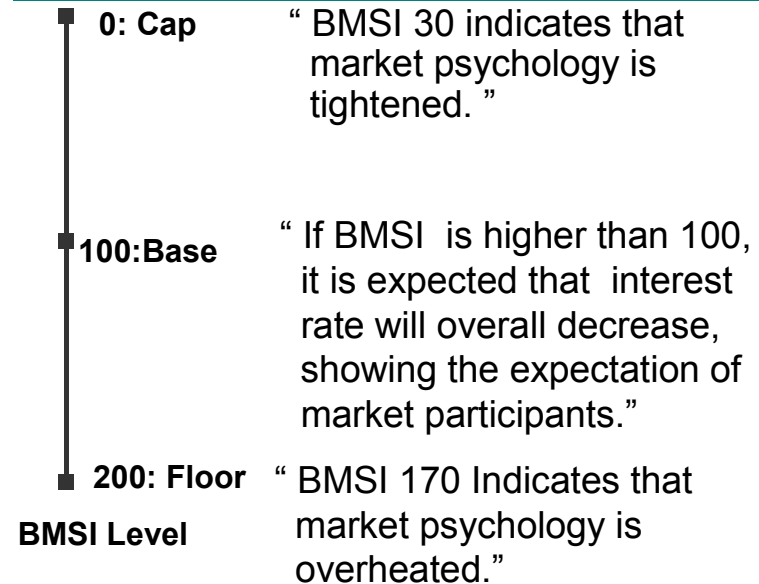 0: Cap
“ BMSI 30 indicates that
market psychology is
tightened. ”
100:Base
“ If BMSI is higher than 100,
it is expected that interest
rate will overall decrease,
showing the expectation of
market participants.”
200: Floor
“ BMSI 170 Indicates that
market psychology is
overheated.”
BMSI Level